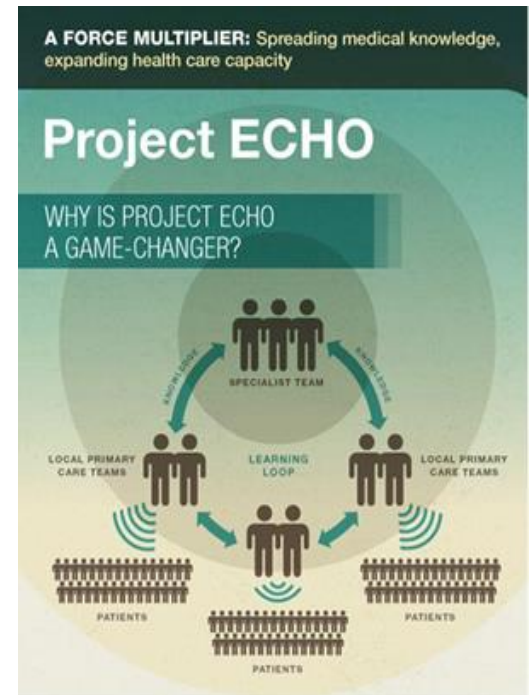 A FORCE MULTIPLIER: Spreading medical knowledge,
expanding health care capacity
Project ECHO
WHY IS PROJECT ECHO
A GAME-CHANGER?
KNOWLEDGE
KNOWLEDGE
SPECIALIST TEAM
LOCAL PRIMARY
CARE TEAMS
LEARNING
LOOP
LOCAL PRIMARY
CARE TEAMS
PATIENTS
PATIENTS
PATIENTS